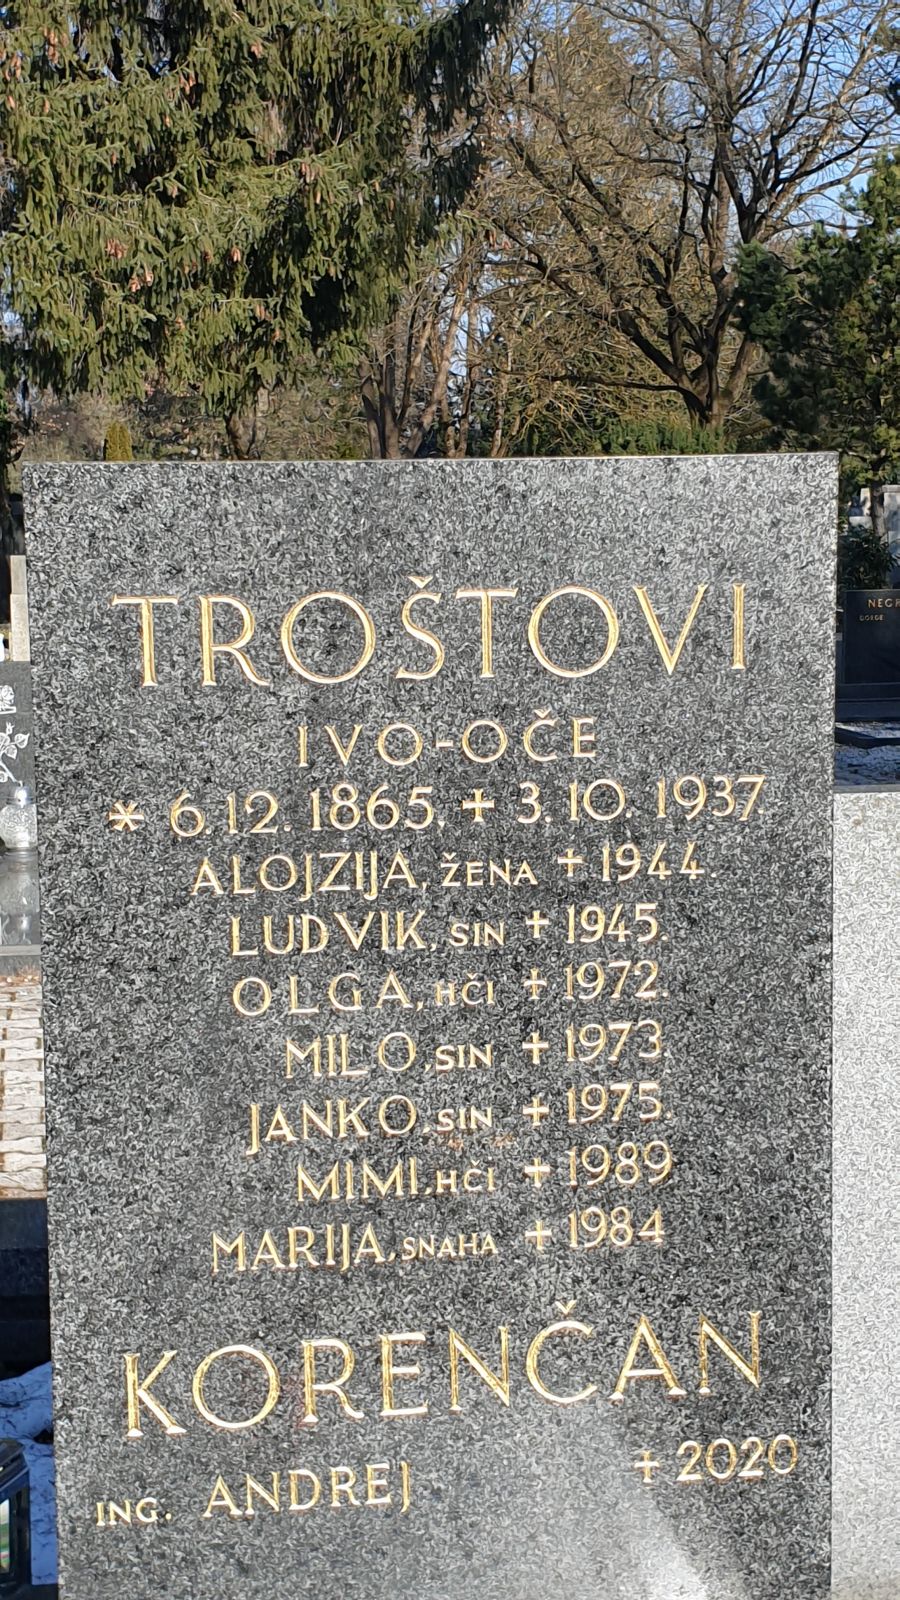 TROŠTOVI
IVO-OČE
* 6.12.1865. + 3.10.1937.
ALOJZIJA, ŽENA + 1944.
LUDVIK, SIN + 1945.
OLGA, HČI + 1972.
MILO, SIN + 1973.
JANKO, SIN + 1975.
MIMI, HČI + 1989
MARIJA, SNAHA + 1984
KORENČAN
ING. ANDREJ + 2020